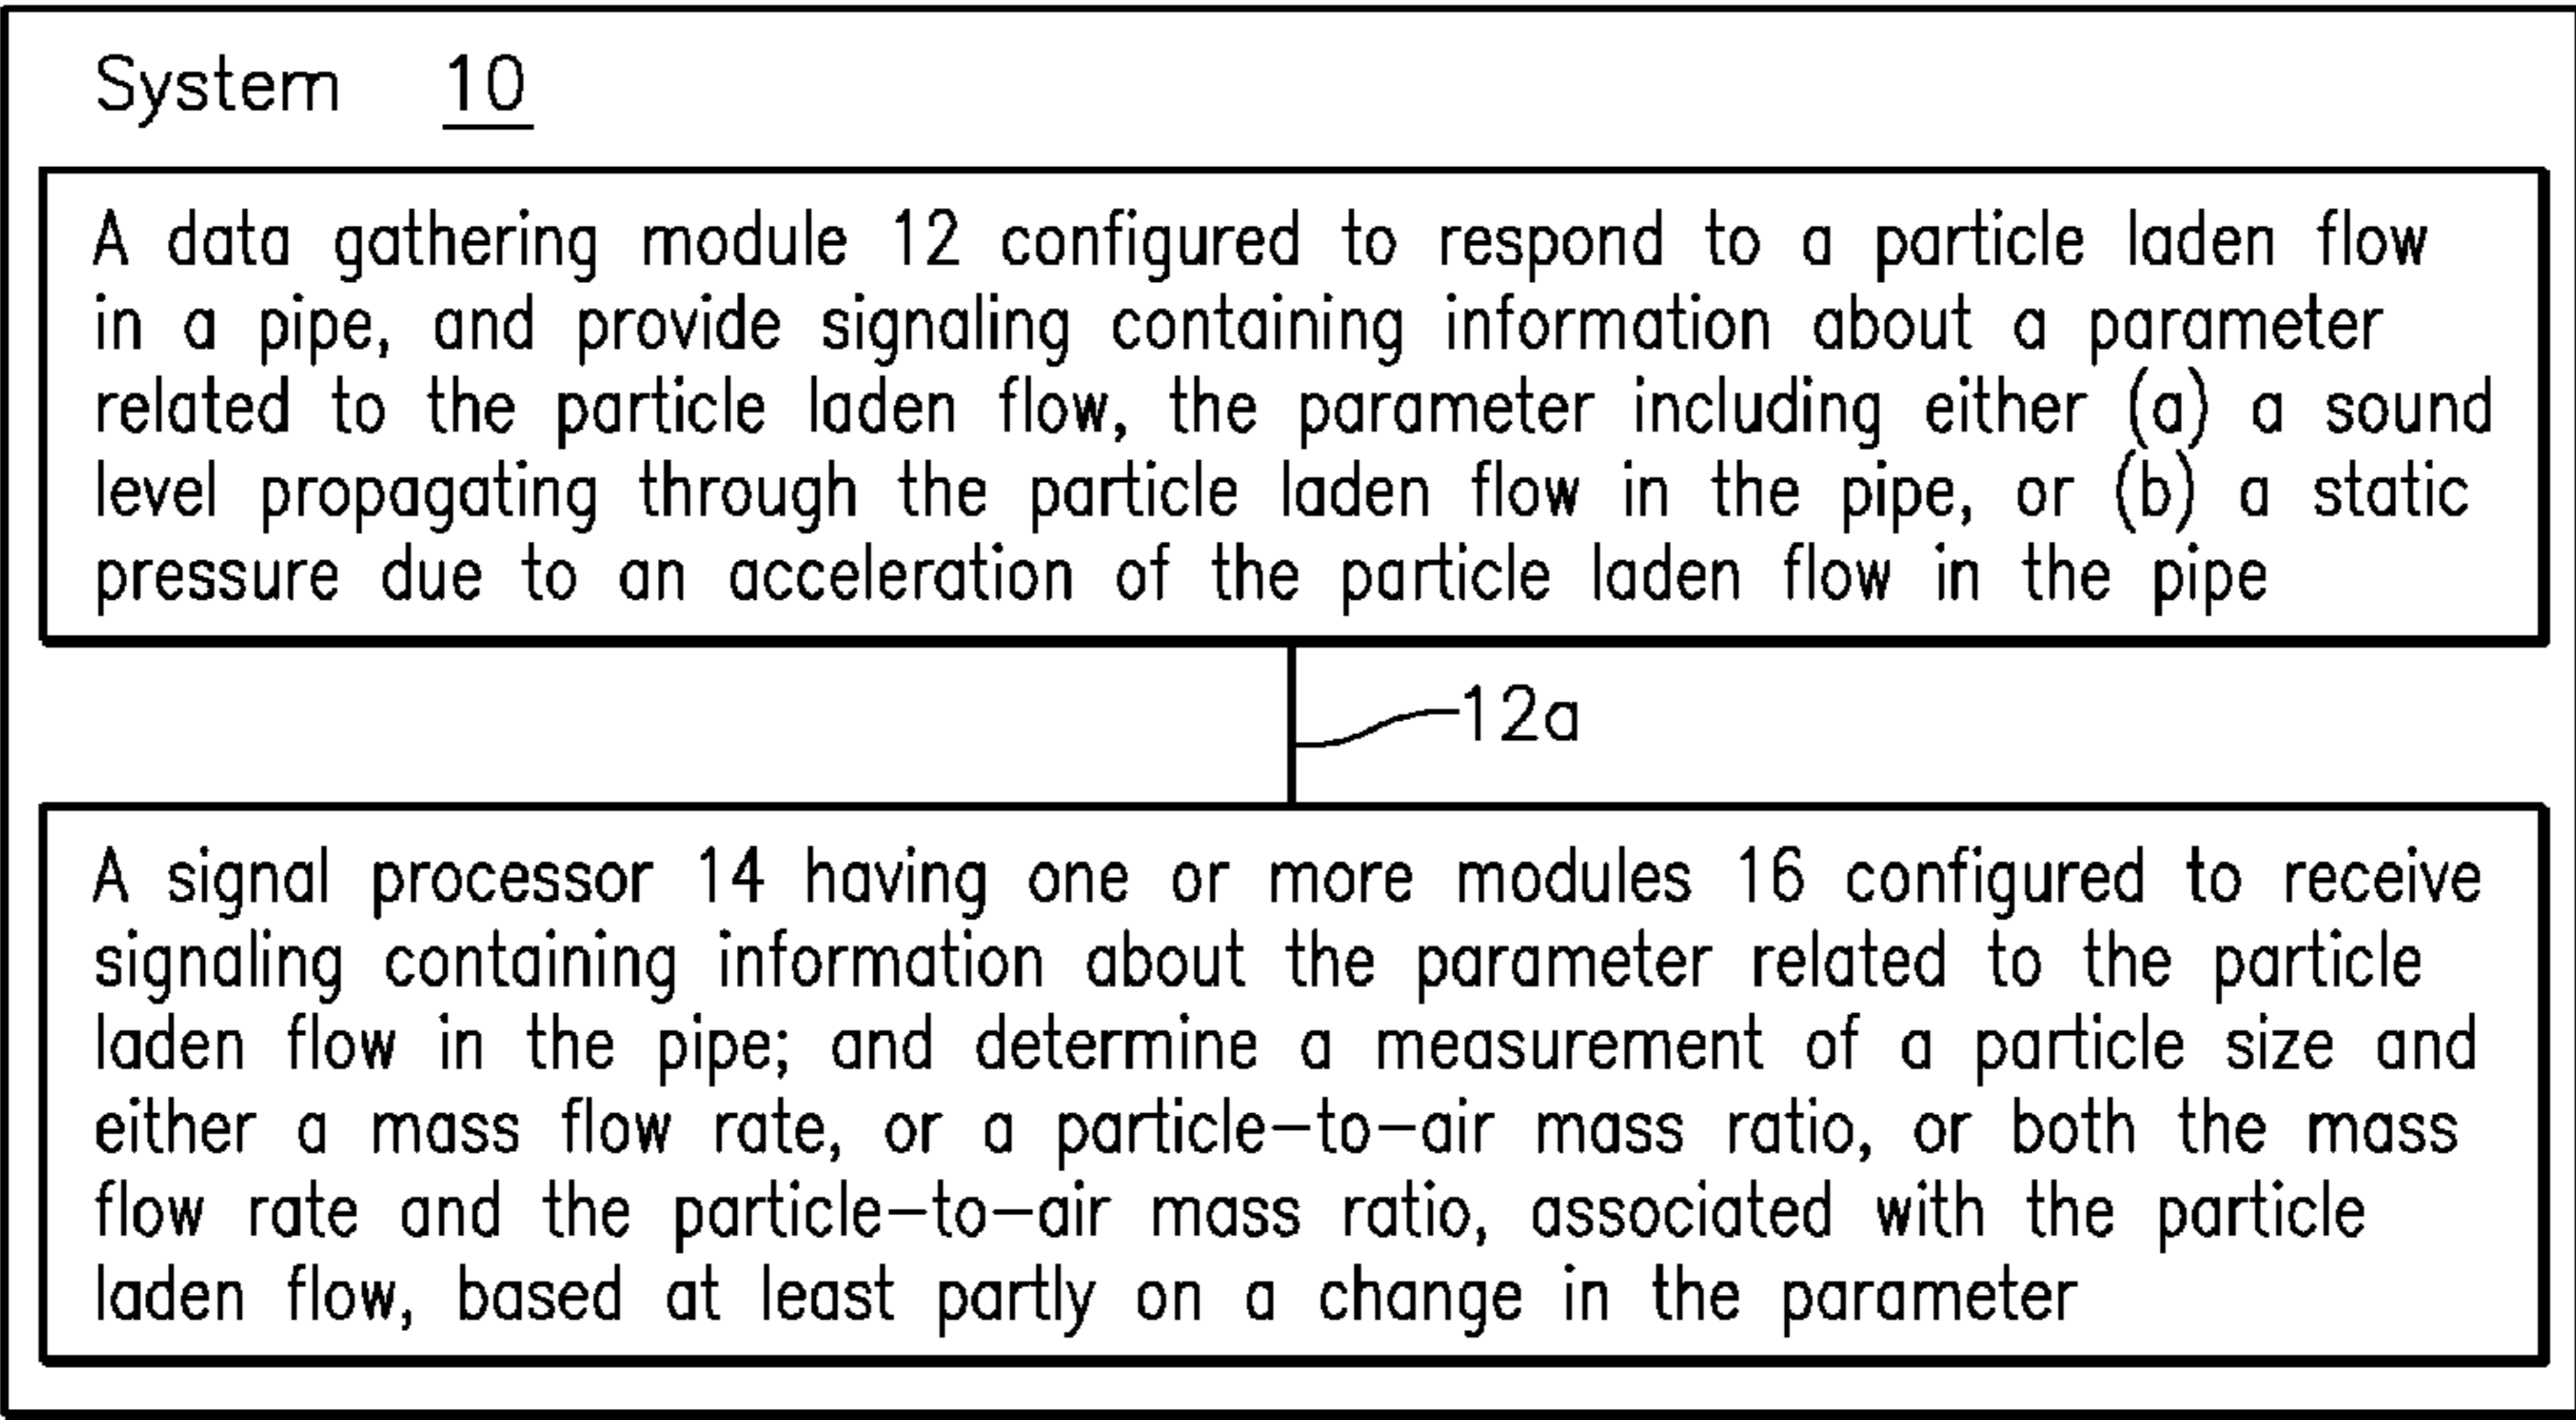 System 10
A data gathering module 12 configured to respond to a particle laden flow
in a pipe, and provide signaling containing information about a parameter
related to the particle laden flow, the parameter including either (a) a sound
level propagating through the particle laden flow in the pipe, or (b) a static
pressure due to an acceleration of the particle laden flow in the pipe
12a
A signal processor 14 having one or more modules 16 configured to receive
signaling containing information about the parameter related to the particle
laden flow in the pipe; and determine a measurement of a particle size and
either a mass flow rate, or a particle-to-air mass ratio, or both the mass
flow rate and the particle-to-air mass ratio, associated with the particle
laden flow, based at least partly on a change in the parameter